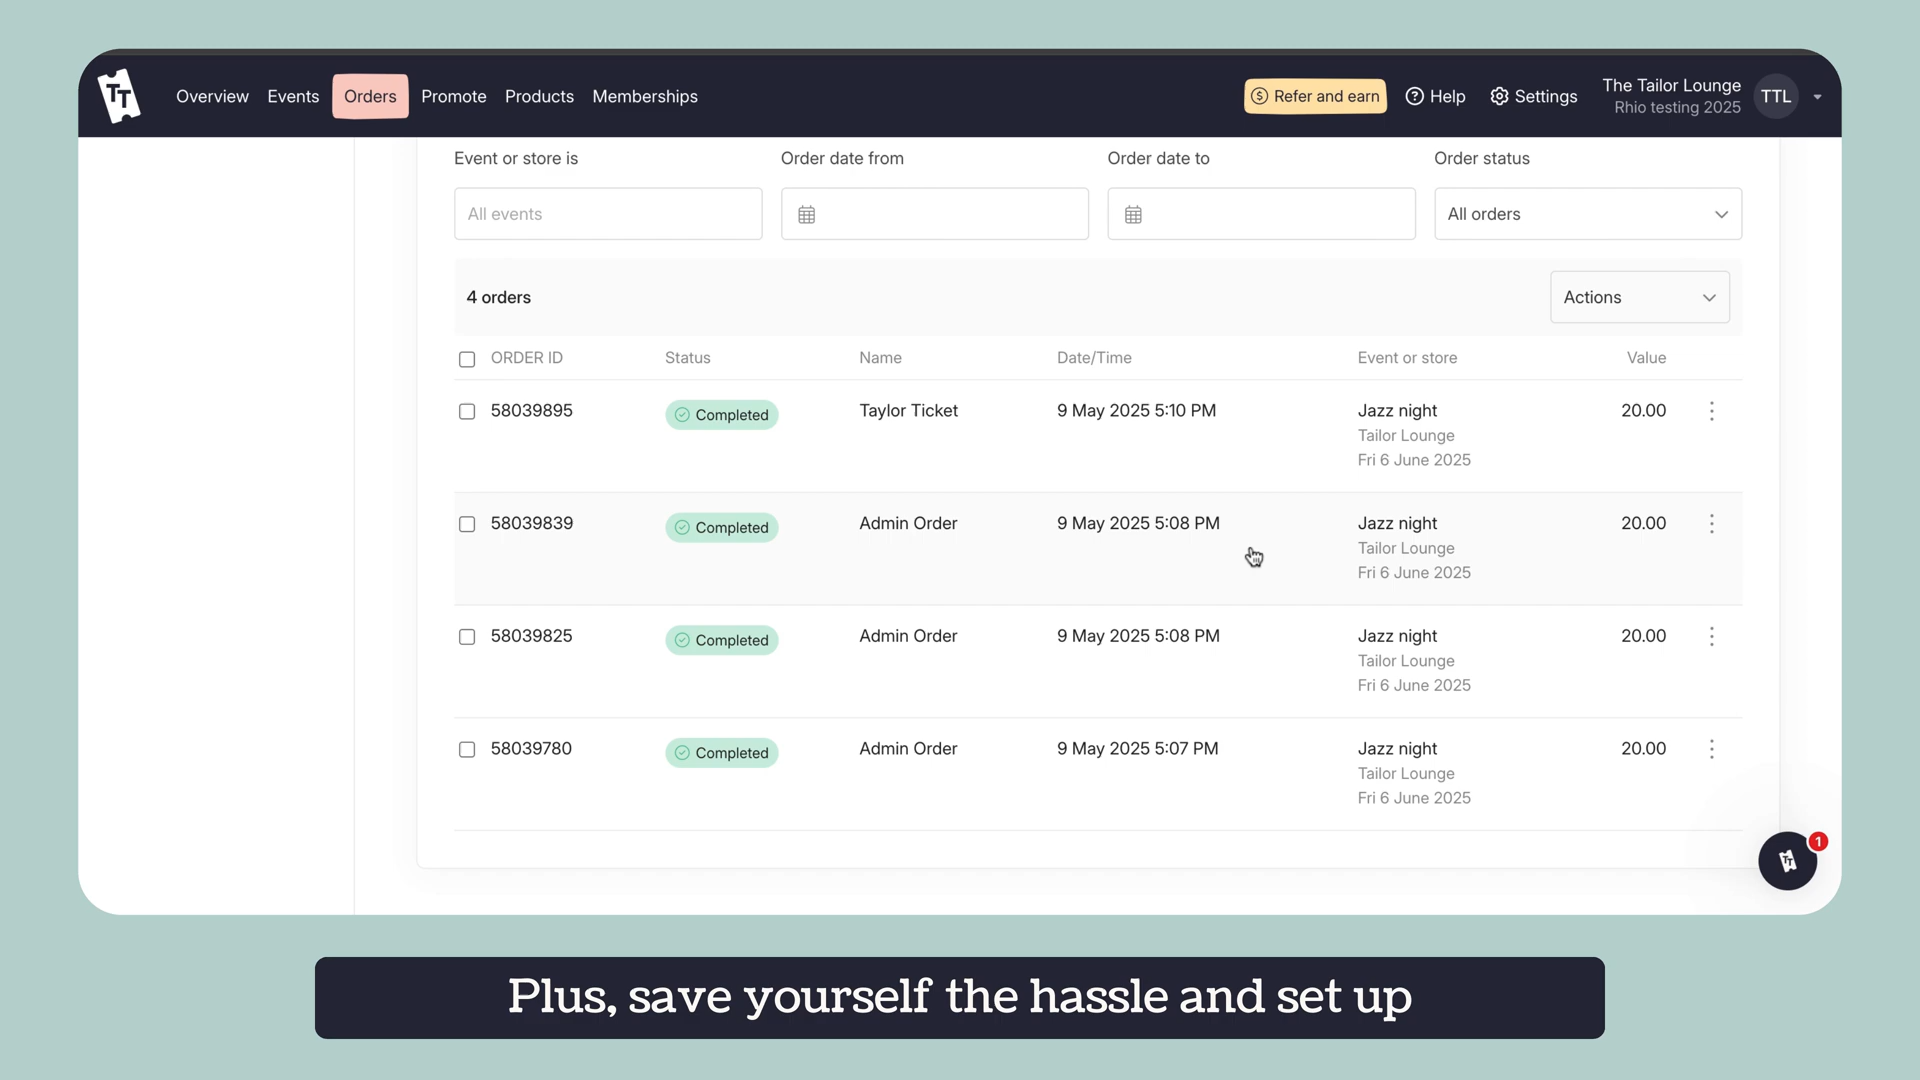 TT
Overview Events Orders Promote Products Memberships
Refer and earn Help Settings
The Tailor Lounge
Rhio testing 2025
TTL
Event or store is Order date from Order date to Order status
All events All orders
4 orders Actions
ORDER ID Status Name Date/Time Event or store Value
58039895 Completed Taylor Ticket 9 May 2025 5:10 PM Jazz night 20.00
Tailor Lounge
Fri 6 June 2025
58039839 Completed Admin Order 9 May 2025 5:08 PM Jazz night 20.00
Tailor Lounge
Fri 6 June 2025
58039825 Completed Admin Order 9 May 2025 5:08 PM Jazz night 20.00
Tailor Lounge
Fri 6 June 2025
58039780 Completed Admin Order 9 May 2025 5:07 PM Jazz night 20.00
Tailor Lounge
Fri 6 June 2025
1
TT
Plus, save yourself the hassle and set up